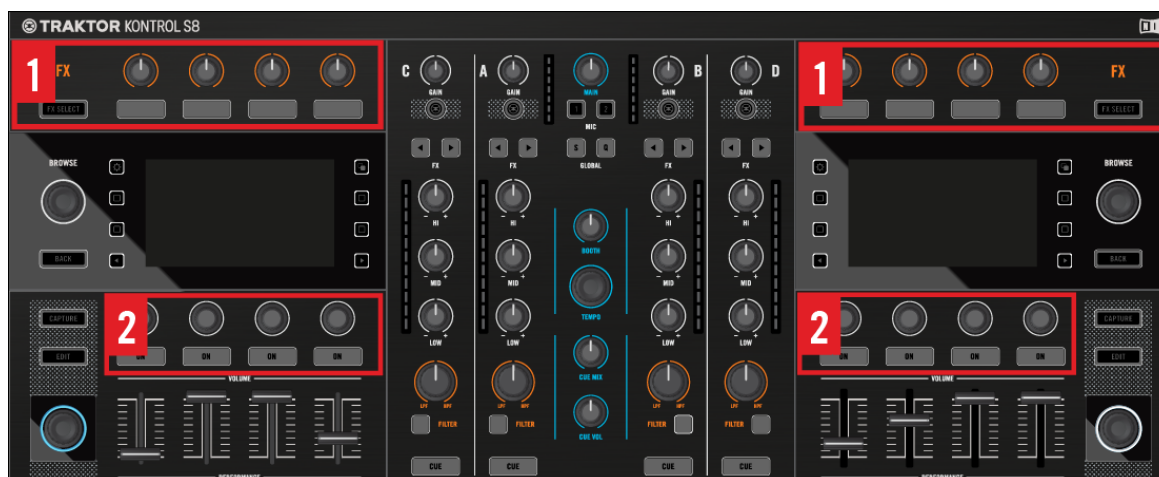 TRAKTOR KONTROL S8
NI
1
FX
FX SELECT
C
GAIN
A
GAIN
MAIN
1
2
MIC
B
GAIN
D
GAIN
1
FX
FX SELECT
FX
FX
S
Q
GLOBAL
FX
FX
BROWSE
BACK
HI
MID
LOW
HI
MID
LOW
BOOTH
TEMPO
HI
MID
LOW
HI
MID
LOW
BROWSE
BACK
2
CAPTURE
EDIT
ON
ON
ON
ON
VOLUME
LPF
HPF
FILTER
CUE
LPF
HPF
FILTER
CUE
CUE MIX
CUE VOL
LPF
HPF
FILTER
CUE
LPF
HPF
FILTER
CUE
2
ON
ON
ON
ON
VOLUME
CAPTURE
EDIT
PERFORMANCE
PERFORMANCE